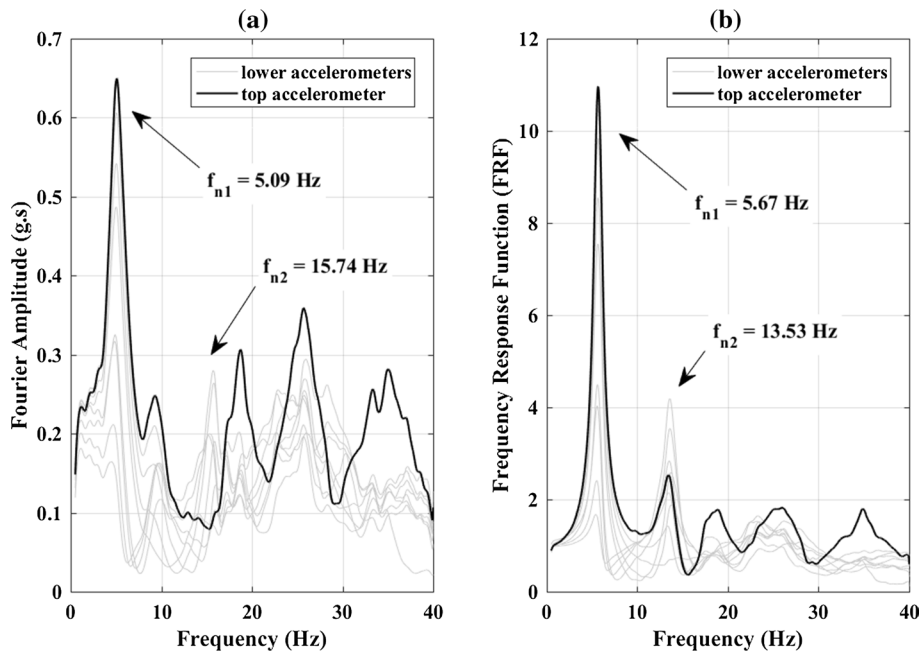 (a)
0.7
0.6
0.5
0.4
0.3
0.2
0.1
0
Fourier Amplitude (g.s)
lower accelerometers
top accelerometer
fn1 = 5.09 Hz
fn2 = 15.74 Hz
0 10 20 30 40
Frequency (Hz)
(b)
12
10
8
6
4
2
0
Frequency Response Function (FRF)
lower accelerometers
top accelerometer
fn1 = 5.67 Hz
fn2 = 13.53 Hz
0 10 20 30 40
Frequency (Hz)